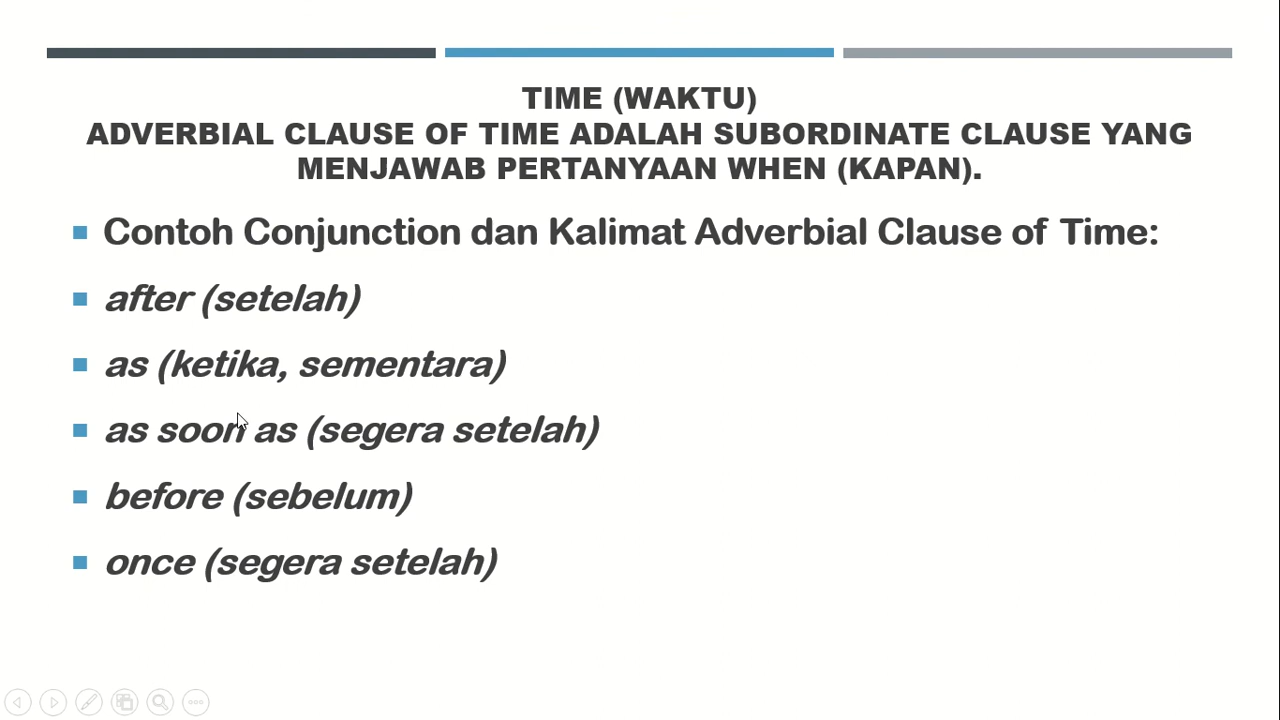 TIME (WAKTU)
ADVERBIAL CLAUSE OF TIME ADALAH SUBORDINATE CLAUSE YANG
MENJAWAB PERTANYAAN WHEN (KAPAN).
Contoh Conjunction dan Kalimat Adverbial Clause of Time:
after (setelah)
as (ketika, sementara)
as soon as (segera setelah)
before (sebelum)
once (segera setelah)